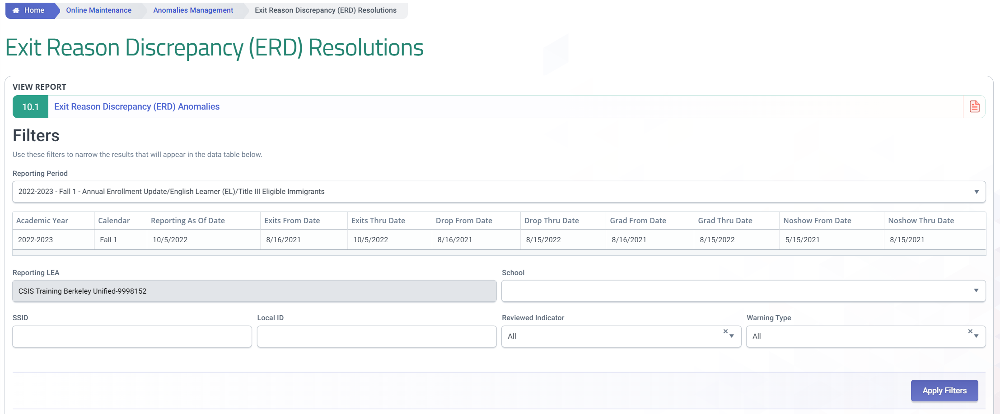 Home Online Maintenance Anomalies Management Exit Reason Discrepancy (ERD) Resolutions
Exit Reason Discrepancy (ERD) Resolutions
VIEW REPORT
10.1 Exit Reason Discrepancy (ERD) Anomalies
Filters
Use these filters to narrow the results that will appear in the data table below.
Reporting Period
2022-2023 - Fall 1 - Annual Enrollment Update/English Learner (EL)/Title III Eligible Immigrants
Academic Year Calendar Reporting As Of Date Exits From Date Exits Thru Date Drop From Date Drop Thru Date Grad From Date Grad Thru Date Noshow From Date Noshow Thru Date
2022-2023 Fall 1 10/5/2022 8/16/2021 10/5/2022 8/16/2021 8/15/2022 8/16/2021 8/15/2022 5/15/2021 8/15/2021
Reporting LEA School
CSIS Training Berkeley Unified-9998152
SSID Local ID Reviewed Indicator Warning Type
All All
Apply Filters